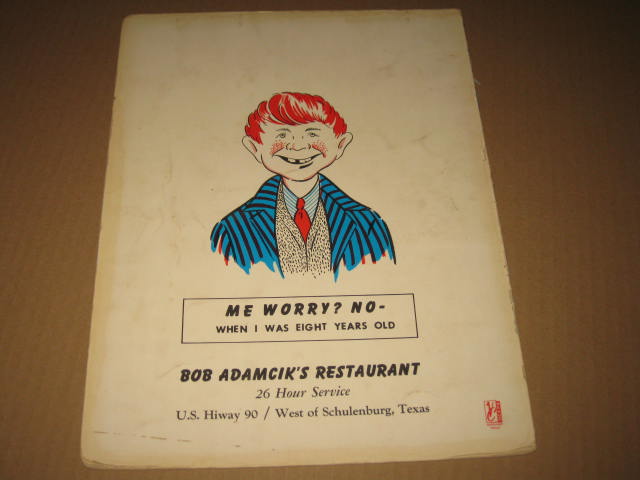 ME WORRY? NO-
WHEN I WAS EIGHT YEARS OLD
BOB ADAMCIK'S RESTAURANT
26 Hour Service
U.S. Hiway 90 / West of Schulenburg, Texas